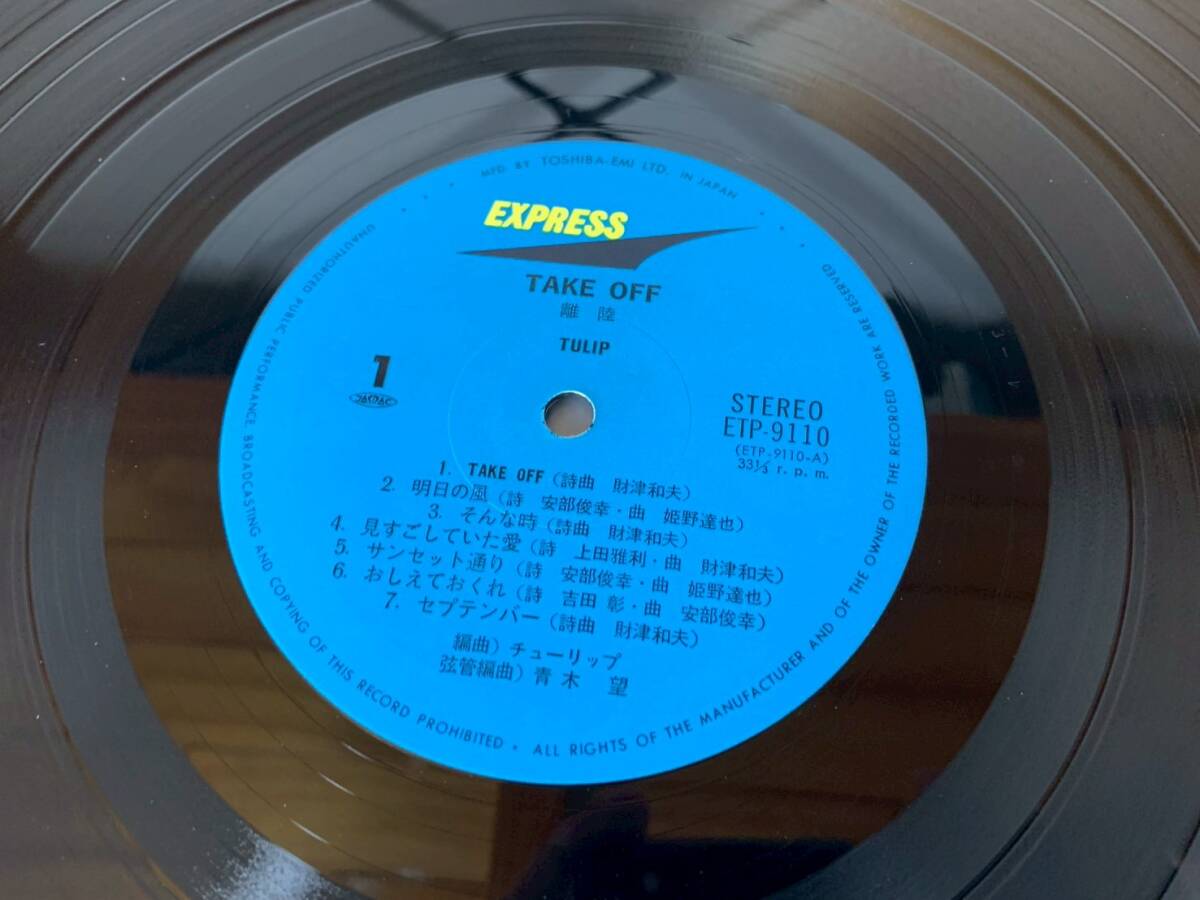 MFD. BY TOSHIBA-EMI LTD. IN JAPAN
EXPRESS
TAKE OFF
離陸
TULIP
1
JASRAC
STEREO
ETP-9110
(ETP-9110-A)
33 1/3 r. p. m.
1. TAKE OFF (詩曲 財津和夫)
2. 明日の風 (詩 安部俊幸・曲 姫野達也)
3. そんな時 (詩曲 財津和夫)
4. 見すごしていた愛 (詩 上田雅利・曲 財津和夫)
5. サンセット通り (詩 安部俊幸・曲 姫野達也)
6. おしえておくれ (詩 吉田 彰・曲 安部俊幸)
7. セプテンバー (詩曲 財津和夫)
編曲) チューリップ
弦管編曲) 青木 望
UNAUTHORIZED PUBLIC PERFORMANCE, BROADCASTING AND COPYING OF THIS RECORD PROHIBITED • ALL RIGHTS OF THE MANUFACTURER AND OF THE OWNER OF THE RECORDED WORK ARE RESERVED